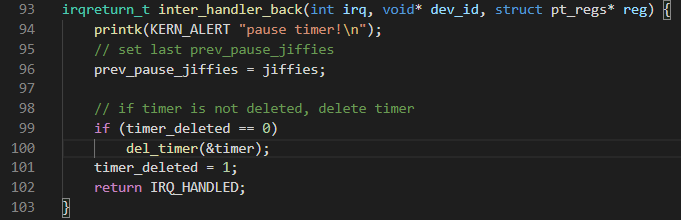 93 irqreturn_t inter_handler_back(int irq, void* dev_id, struct pt_regs* reg) {
94     printk(KERN_ALERT "pause timer!\n");
95     // set last prev_pause_jiffies
96     prev_pause_jiffies = jiffies;
97
98     // if timer is not deleted, delete timer
99     if (timer_deleted == 0)
100         del_timer(&timer);
101     timer_deleted = 1;
102     return IRQ_HANDLED;
103 }